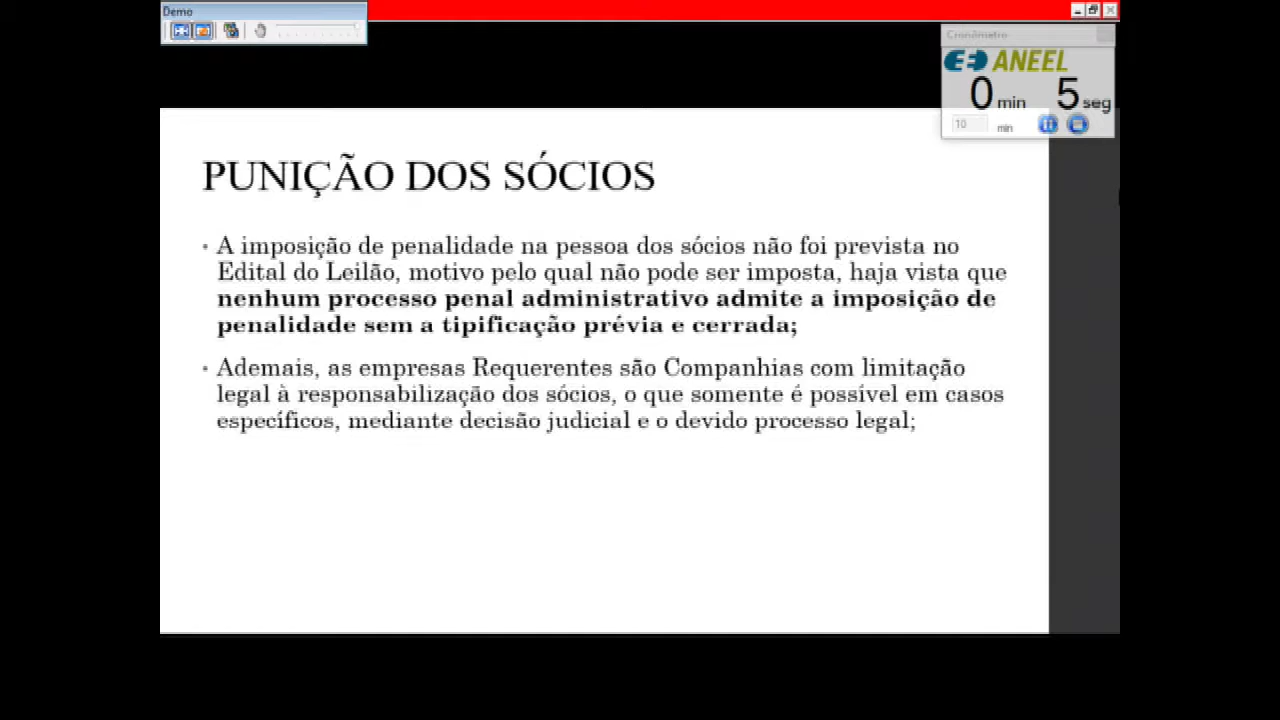 Demo
Cronômetro
ANEEL
0 min 5 seg
10 min
PUNIÇÃO DOS SÓCIOS
• A imposição de penalidade na pessoa dos sócios não foi prevista no
Edital do Leilão, motivo pelo qual não pode ser imposta, haja vista que
nenhum processo penal administrativo admite a imposição de
penalidade sem a tipificação prévia e cerrada;
• Ademais, as empresas Requerentes são Companhias com limitação
legal à responsabilização dos sócios, o que somente é possível em casos
específicos, mediante decisão judicial e o devido processo legal;